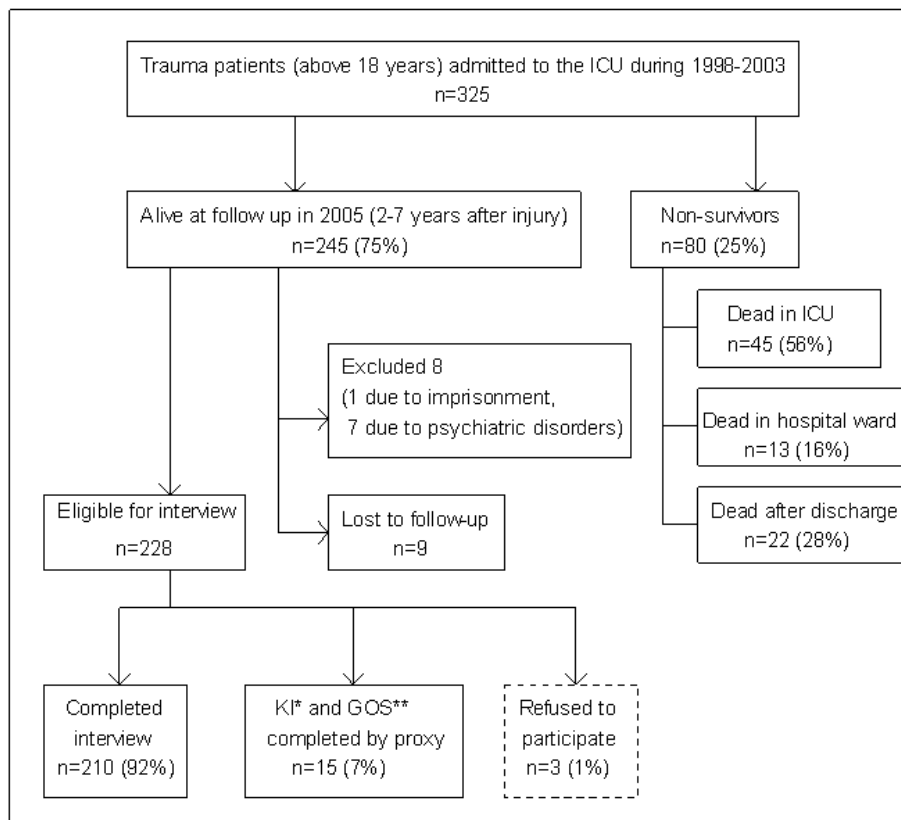 Trauma patients (above 18 years) admitted to the ICU during 1998-2003
n=325
Alive at follow up in 2005 (2-7 years after injury)
n=245 (75%)
Non-survivors
n=80 (25%)
Dead in ICU
n=45 (56%)
Excluded 8
(1 due to imprisonment,
7 due to psychiatric disorders)
Dead in hospital ward
n=13 (16%)
Eligible for interview
n=228
Lost to follow-up
n=9
Dead after discharge
n=22 (28%)
Completed
interview
n=210 (92%)
KI* and GOS**
completed by proxy
n=15 (7%)
Refused to
participate
n=3 (1%)